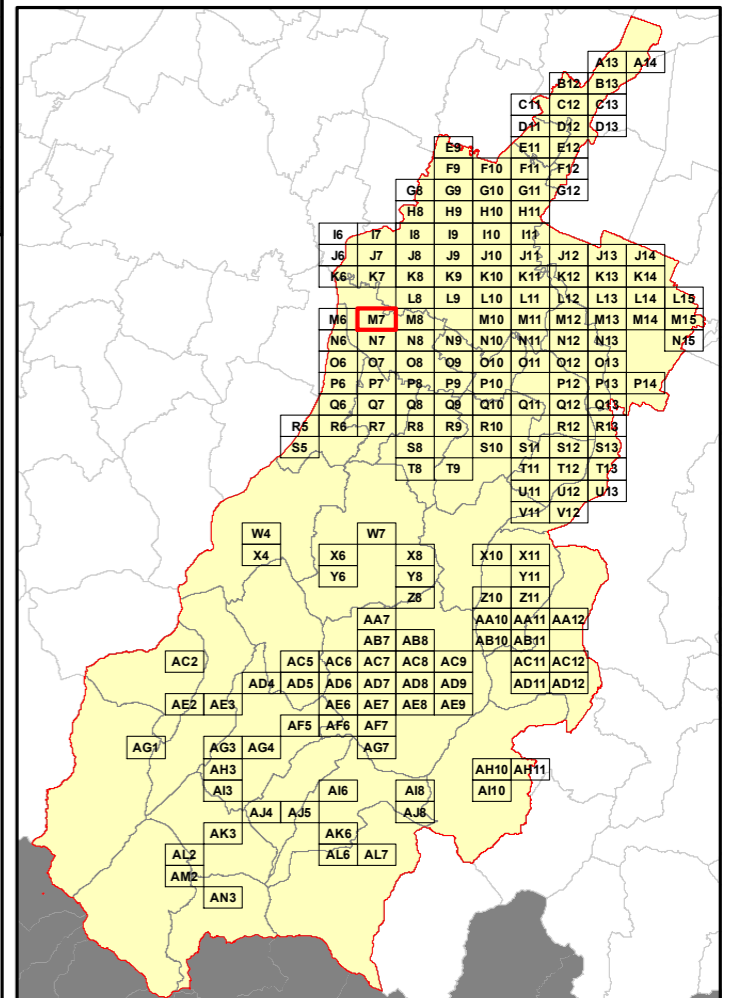 A13 A14
B12 B13
C11 C12 C13
D11 D12 D13
E9 E11 E12
F9 F10 F11 F12
G8 G9 G10 G11 G12
H8 H9 H10 H11
I6 I7 I8 I9 I10 I11
J6 J7 J8 J9 J10 J11 J12 J13 J14
K6 K7 K8 K9 K10 K11 K12 K13 K14
L8 L9 L10 L11 L12 L13 L14 L15
M6 M7 M8 M10 M11 M12 M13 M14 M15
N6 N7 N8 N9 N10 N11 N12 N13 N15
O6 O7 O8 O9 O10 O11 O12 O13
P6 P7 P8 P9 P10 P12 P13 P14
Q6 Q7 Q8 Q9 Q10 Q11 Q12 Q13
R5 R6 R7 R8 R9 R10 R12 R13
S5 S8 S10 S11 S12 S13
T8 T9 T11 T12 T13
U11 U12 U13
V11 V12
W4 W7
X4 X6 X8 X10 X11
Y6 Y8 Y11
Z8 Z10 Z11
AA7 AA10 AA11 AA12
AB7 AB8 AB10 AB11
AC2 AC5 AC6 AC7 AC8 AC9 AC11 AC12
AD4 AD5 AD6 AD7 AD8 AD9 AD11 AD12
AE2 AE3 AE6 AE7 AE8 AE9
AF5 AF6 AF7
AG1 AG3 AG4 AG7
AH3 AH10 AH11
AI3 AI6 AI8 AI10
AJ4 AJ5 AJ8
AK3 AK6
AL2 AL6 AL7
AM2
AN3